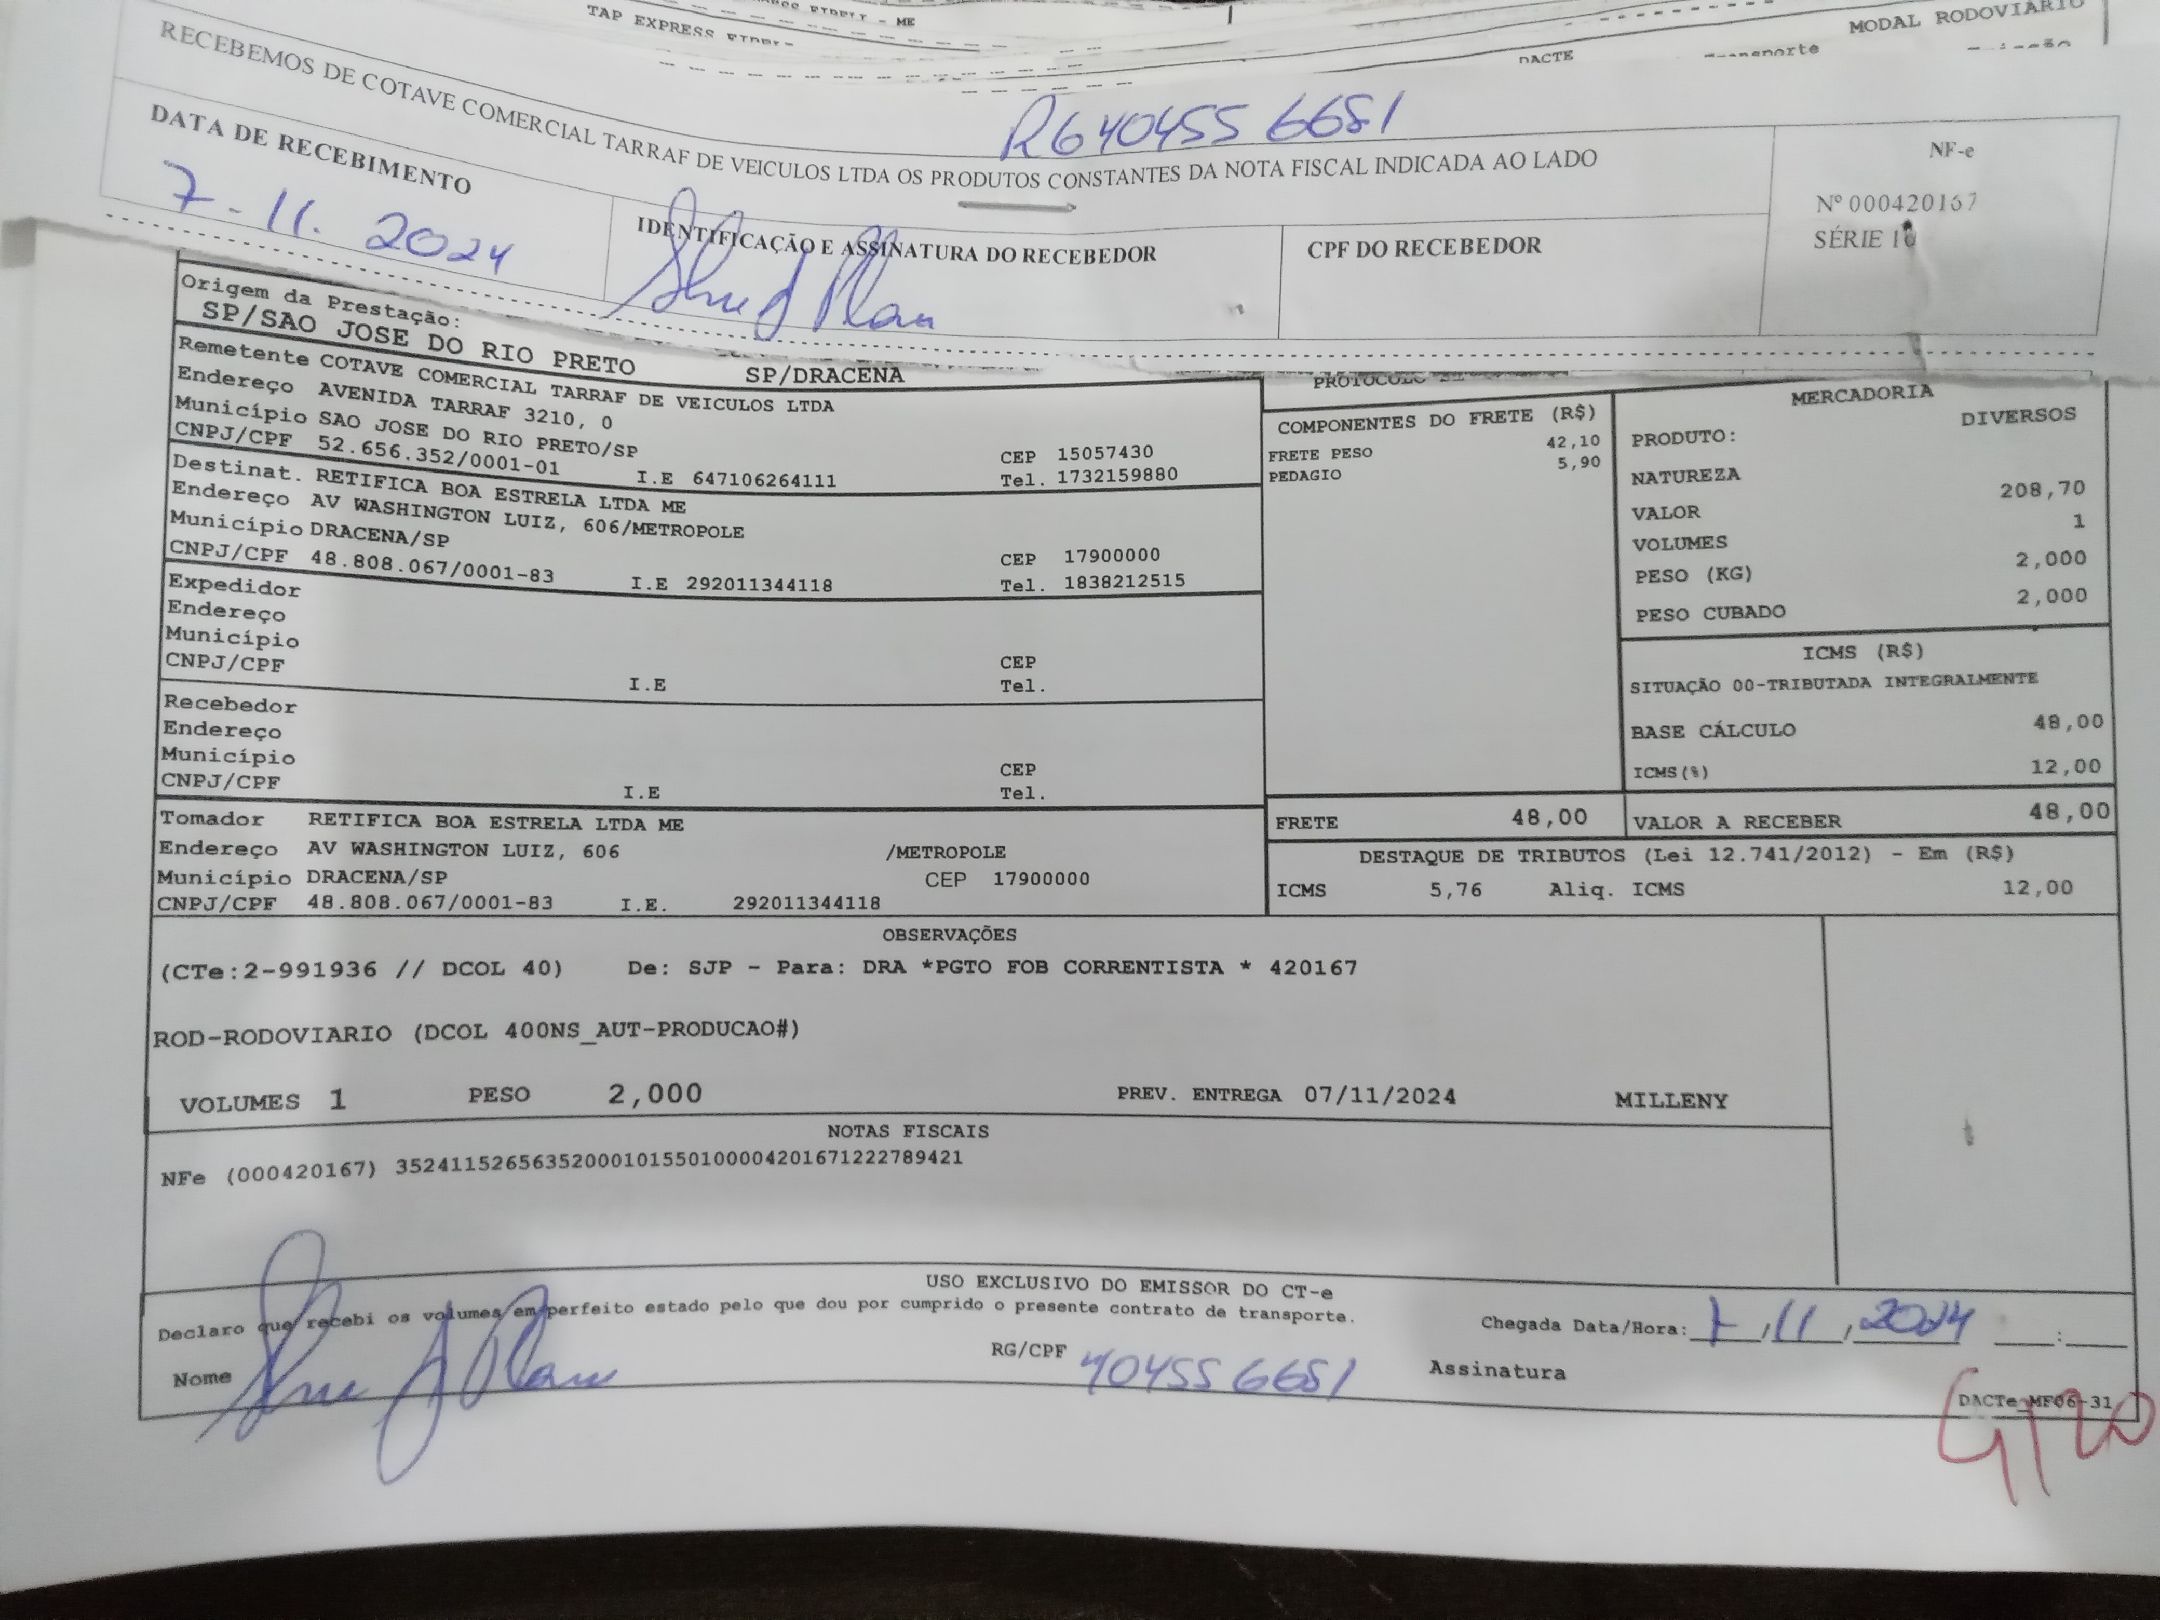 TAP EXPRESS
- ME
MODAL RODOVIÁRIO
DACTE
RECEBEMOS DE COTAVE COMERCIAL TARRAF DE VEICULOS LTDA OS PRODUTOS CONSTANTES DA NOTA FISCAL INDICADA AO LADO
RG 404556681
DATA DE RECEBIMENTO
7-11.2024
IDENTIFICAÇÃO E ASSINATURA DO RECEBEDOR
CPF DO RECEBEDOR
NF-e
Nº 000420167
SÉRIE 10
Origem da Prestação:
SP/SAO JOSE DO RIO PRETO
SP/DRACENA
Remetente COTAVE COMERCIAL TARRAF DE VEICULOS LTDA
Endereço AVENIDA TARRAF 3210, 0
Município SAO JOSE DO RIO PRETO/SP CEP 15057430
CNPJ/CPF 52.656.352/0001-01 I.E 647106264111 Tel. 1732159880
Destinat. RETIFICA BOA ESTRELA LTDA ME
Endereço AV WASHINGTON LUIZ, 606/METROPOLE
Município DRACENA/SP CEP 17900000
CNPJ/CPF 48.808.067/0001-83 I.E 292011344118 Tel. 1838212515
Expedidor
Endereço
Município CEP
CNPJ/CPF I.E Tel.
Recebedor
Endereço
Município CEP
CNPJ/CPF I.E Tel.
Tomador RETIFICA BOA ESTRELA LTDA ME
Endereço AV WASHINGTON LUIZ, 606 /METROPOLE
Município DRACENA/SP CEP 17900000
CNPJ/CPF 48.808.067/0001-83 I.E. 292011344118
PROTOCOLO
COMPONENTES DO FRETE (R$)
FRETE PESO 42,10
PEDAGIO 5,90
MERCADORIA
PRODUTO: DIVERSOS
NATUREZA
VALOR 208,70
VOLUMES 1
PESO (KG) 2,000
PESO CUBADO 2,000
ICMS (R$)
SITUAÇÃO 00-TRIBUTADA INTEGRALMENTE
BASE CÁLCULO 48,00
ICMS(%) 12,00
FRETE 48,00
VALOR A RECEBER 48,00
DESTAQUE DE TRIBUTOS (Lei 12.741/2012) - Em (R$)
ICMS 5,76 Aliq. ICMS 12,00
OBSERVAÇÕES
(CTe:2-991936 // DCOL 40) De: SJP - Para: DRA *PGTO FOB CORRENTISTA * 420167
ROD-RODOVIARIO (DCOL 400NS_AUT-PRODUCAO#)
VOLUMES 1 PESO 2,000 PREV. ENTREGA 07/11/2024 MILLENY
NOTAS FISCAIS
NFe (000420167) 35241152656352000101550100004201671222789421
USO EXCLUSIVO DO EMISSOR DO CT-e
Declaro que recebi os volumes em perfeito estado pelo que dou por cumprido o presente contrato de transporte.
Chegada Data/Hora: 7/11/2024 ___:___
Nome
RG/CPF 404556681
Assinatura
DACTe_MF06-31